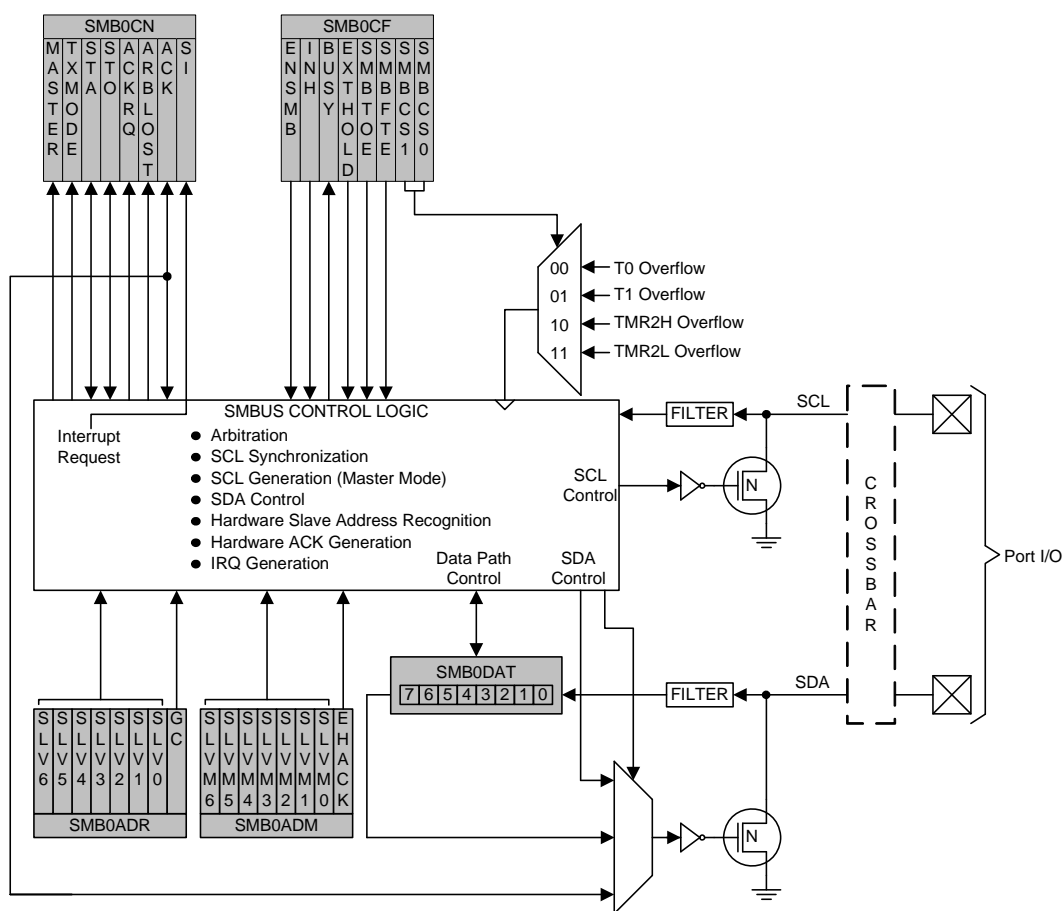 SMB0CN
MASTER
TXMODE
STA
STO
ACKRQ
ARBLOST
ACK
SI
SMB0CF
ENSMB
INH
BUSY
EXTHOLD
SMBTOE
SMBFTE
SMBCS1
SMBCS0
00
T0 Overflow
01
T1 Overflow
10
TMR2H Overflow
11
TMR2L Overflow
SMBUS CONTROL LOGIC
Interrupt
Request
● Arbitration
● SCL Synchronization
● SCL Generation (Master Mode)
● SDA Control
● Hardware Slave Address Recognition
● Hardware ACK Generation
● IRQ Generation
SCL
Control
Data Path
Control
SDA
Control
FILTER
SCL
N
CROSSBAR
Port I/O
SMB0DAT
7 6 5 4 3 2 1 0
FILTER
SDA
N
SLV6
SLV5
SLV4
SLV3
SLV2
SLV1
SLV0
GC
SMB0ADR
SLVM6
SLVM5
SLVM4
SLVM3
SLVM2
SLVM1
SLVM0
EHACK
SMB0ADM